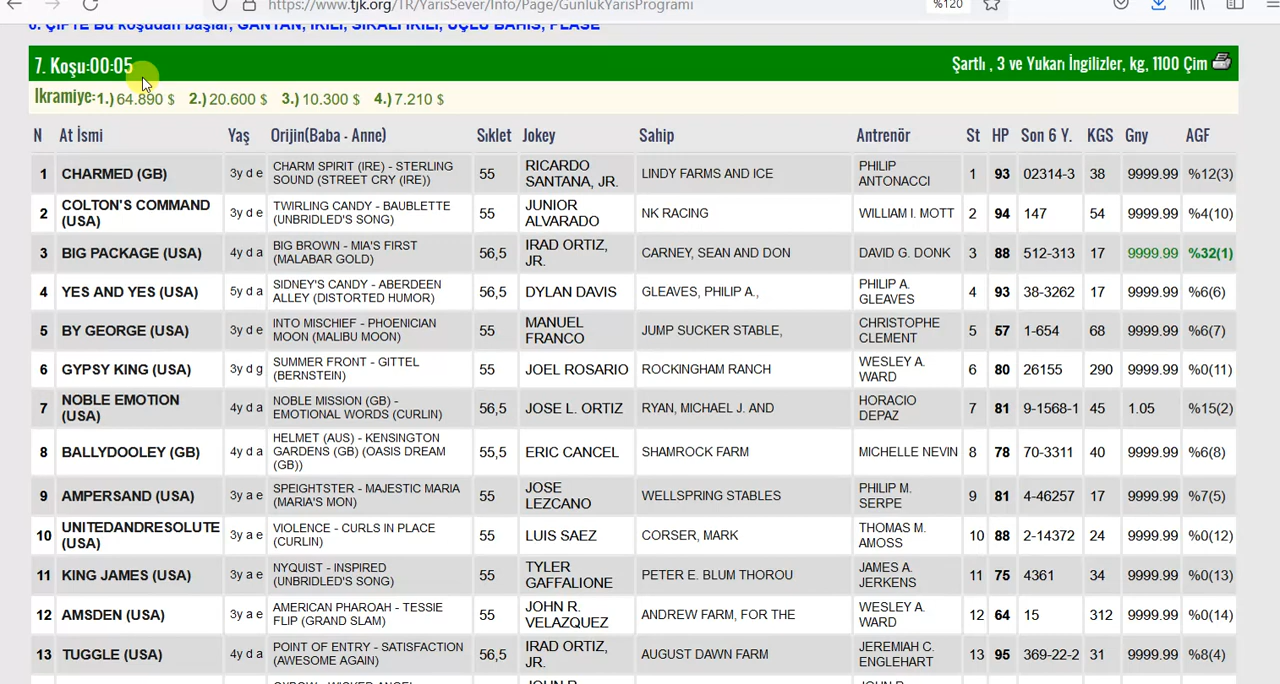 https://www.tjk.org/TR/YarisSever/Info/Page/GunlukYarisProgrami
%120
6. ÇİFTE Bu koşudan başlar, GANYAN, İKİLİ, SIRALI İKİLİ, ÜÇLÜ BAHİS, PLASE
7. Koşu:00:05
Şartlı , 3 ve Yukarı İngilizler, kg, 1100 Çim
İkramiye:1.) 64.890 $ 2.) 20.600 $ 3.) 10.300 $ 4.) 7.210 $
N At İsmi Yaş Orijin(Baba - Anne) Sıklet Jokey Sahip Antrenör St HP Son 6 Y. KGS Gny AGF
1 CHARMED (GB) 3y d e CHARM SPIRIT (IRE) - STERLING SOUND (STREET CRY (IRE)) 55 RICARDO SANTANA, JR. LINDY FARMS AND ICE PHILIP ANTONACCI 1 93 02314-3 38 9999.99 %12(3)
2 COLTON'S COMMAND (USA) 3y d e TWIRLING CANDY - BAUBLETTE (UNBRIDLED'S SONG) 55 JUNIOR ALVARADO NK RACING WILLIAM I. MOTT 2 94 147 54 9999.99 %4(10)
3 BIG PACKAGE (USA) 4y d a BIG BROWN - MIA'S FIRST (MALABAR GOLD) 56,5 IRAD ORTIZ, JR. CARNEY, SEAN AND DON DAVID G. DONK 3 88 512-313 17 9999.99 %32(1)
4 YES AND YES (USA) 5y d a SIDNEY'S CANDY - ABERDEEN ALLEY (DISTORTED HUMOR) 56,5 DYLAN DAVIS GLEAVES, PHILIP A., PHILIP A. GLEAVES 4 93 38-3262 17 9999.99 %6(6)
5 BY GEORGE (USA) 3y d e INTO MISCHIEF - PHOENICIAN MOON (MALIBU MOON) 55 MANUEL FRANCO JUMP SUCKER STABLE, CHRISTOPHE CLEMENT 5 57 1-654 68 9999.99 %6(7)
6 GYPSY KING (USA) 3y d g SUMMER FRONT - GITTEL (BERNSTEIN) 55 JOEL ROSARIO ROCKINGHAM RANCH WESLEY A. WARD 6 80 26155 290 9999.99 %0(11)
7 NOBLE EMOTION (USA) 4y d a NOBLE MISSION (GB) - EMOTIONAL WORDS (CURLIN) 56,5 JOSE L. ORTIZ RYAN, MICHAEL J. AND HORACIO DEPAZ 7 81 9-1568-1 45 1.05 %15(2)
8 BALLYDOOLEY (GB) 4y d a HELMET (AUS) - KENSINGTON GARDENS (GB) (OASIS DREAM (GB)) 55,5 ERIC CANCEL SHAMROCK FARM MICHELLE NEVIN 8 78 70-3311 40 9999.99 %6(8)
9 AMPERSAND (USA) 3y a e SPEIGHTSTER - MAJESTIC MARIA (MARIA'S MON) 55 JOSE LEZCANO WELLSPRING STABLES PHILIP M. SERPE 9 81 4-46257 17 9999.99 %7(5)
10 UNITEDANDRESOLUTE (USA) 3y a e VIOLENCE - CURLS IN PLACE (CURLIN) 55 LUIS SAEZ CORSER, MARK THOMAS M. AMOSS 10 88 2-14372 24 9999.99 %0(12)
11 KING JAMES (USA) 3y a e NYQUIST - INSPIRED (UNBRIDLED'S SONG) 55 TYLER GAFFALIONE PETER E. BLUM THOROU JAMES A. JERKENS 11 75 4361 34 9999.99 %0(13)
12 AMSDEN (USA) 3y a e AMERICAN PHAROAH - TESSIE FLIP (GRAND SLAM) 55 JOHN R. VELAZQUEZ ANDREW FARM, FOR THE WESLEY A. WARD 12 64 15 312 9999.99 %0(14)
13 TUGGLE (USA) 4y d a POINT OF ENTRY - SATISFACTION (AWESOME AGAIN) 56,5 IRAD ORTIZ, JR. AUGUST DAWN FARM JEREMIAH C. ENGLEHART 13 95 369-22-2 31 9999.99 %8(4)